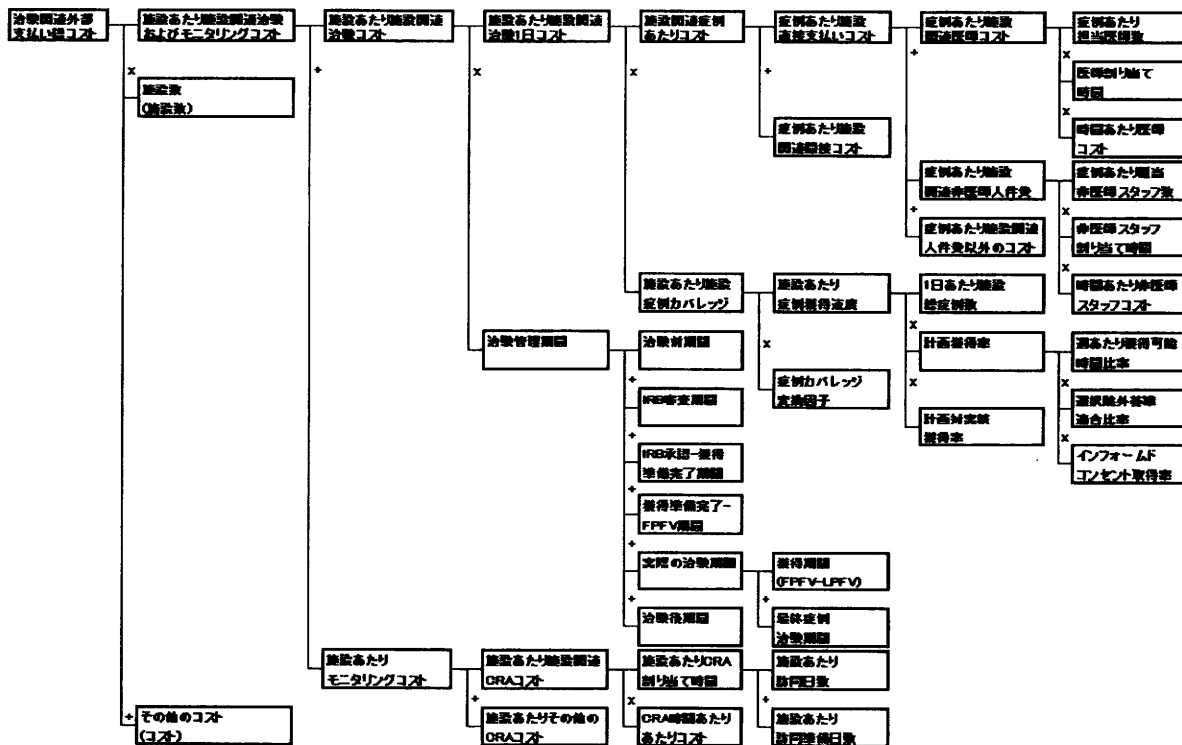 治験関連外部
支払い総コスト
施設あたり施設関連治験
およびモニタリングコスト
施設あたり施設関連
治験コスト
施設あたり施設関連
治験1日コスト
施設関連症例
あたりコスト
症例あたり施設
直接支払いコスト
症例あたり施設
関連医師コスト
症例あたり
担当医師数
x
+
x
x
+
+
x
施設数
(施設数)
医師割り当て
時間
x
症例あたり施設
関連間接コスト
時間あたり医師
コスト
症例あたり施設
関連非医師人件費
症例あたり担当
非医師スタッフ数
+
x
症例あたり施設関連
人件費以外のコスト
非医師スタッフ
割り当て時間
x
施設あたり施設
症例カバレッジ
施設あたり
症例獲得速度
1日あたり施設
総症例数
時間あたり非医師
スタッフコスト
x
x
治験管理期間
治験前期間
計画獲得率
週あたり獲得可能
時間比率
+
x
x
IRB審査期間
症例カバレッジ
計画対実績
獲得率
選択除外基準
適合比率
+
x
IRB承認-獲得
準備完了期間
インフォームド
コンセント取得率
+
獲得準備完了-
FPFV期間
+
実際の治験期間
獲得期間
(FPFV-LPFV)
+
+
治験後期間
最終症例
治験期間
施設あたり
モニタリングコスト
施設あたり施設関連
CRAコスト
施設あたりCRA
割り当て時間
施設あたり
訪問日数
+
x
+
+
その他のコスト
(コスト)
施設あたりその他の
CRAコスト
CRA時間あたり
あたりコスト
施設あたり
訪問準備日数